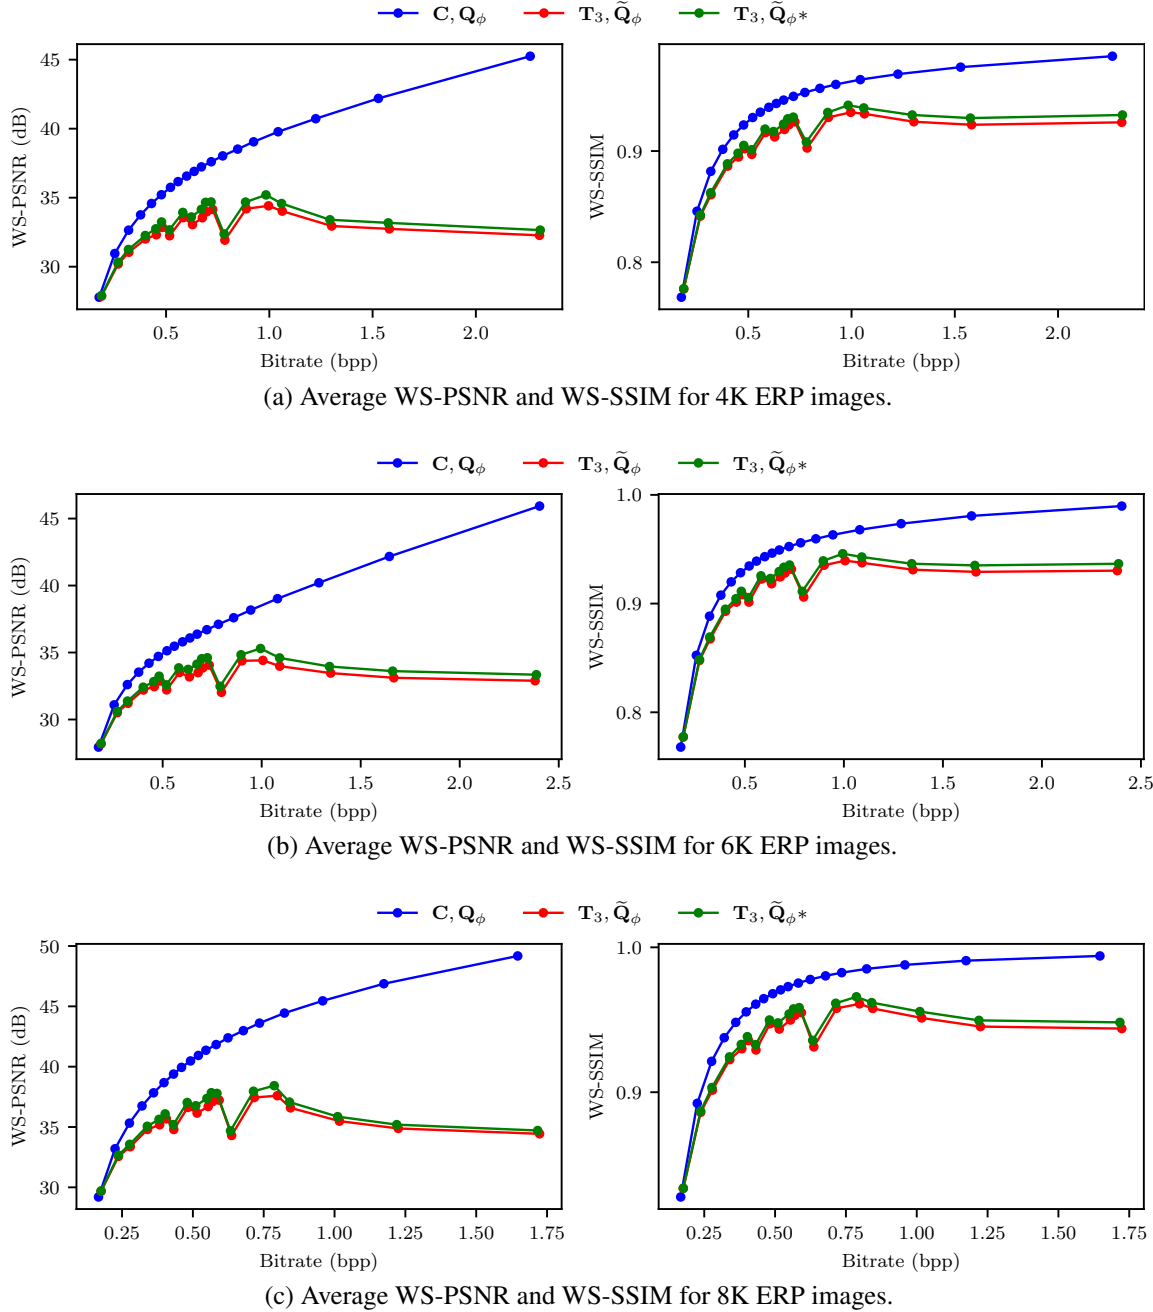 C, Q_ϕ T₃, Q̃_ϕ T₃, Q̃_ϕ*
45
40
35
30
WS-PSNR (dB)
0.5 1.0 1.5 2.0
Bitrate (bpp)
0.9
0.8
WS-SSIM
0.5 1.0 1.5 2.0
Bitrate (bpp)
(a) Average WS-PSNR and WS-SSIM for 4K ERP images.
C, Q_ϕ T₃, Q̃_ϕ T₃, Q̃_ϕ*
45
40
35
30
WS-PSNR (dB)
0.5 1.0 1.5 2.0 2.5
Bitrate (bpp)
1.0
0.9
0.8
WS-SSIM
0.5 1.0 1.5 2.0 2.5
Bitrate (bpp)
(b) Average WS-PSNR and WS-SSIM for 6K ERP images.
C, Q_ϕ T₃, Q̃_ϕ T₃, Q̃_ϕ*
50
45
40
35
30
WS-PSNR (dB)
0.25 0.50 0.75 1.00 1.25 1.50 1.75
Bitrate (bpp)
1.0
0.9
WS-SSIM
0.25 0.50 0.75 1.00 1.25 1.50 1.75
Bitrate (bpp)
(c) Average WS-PSNR and WS-SSIM for 8K ERP images.